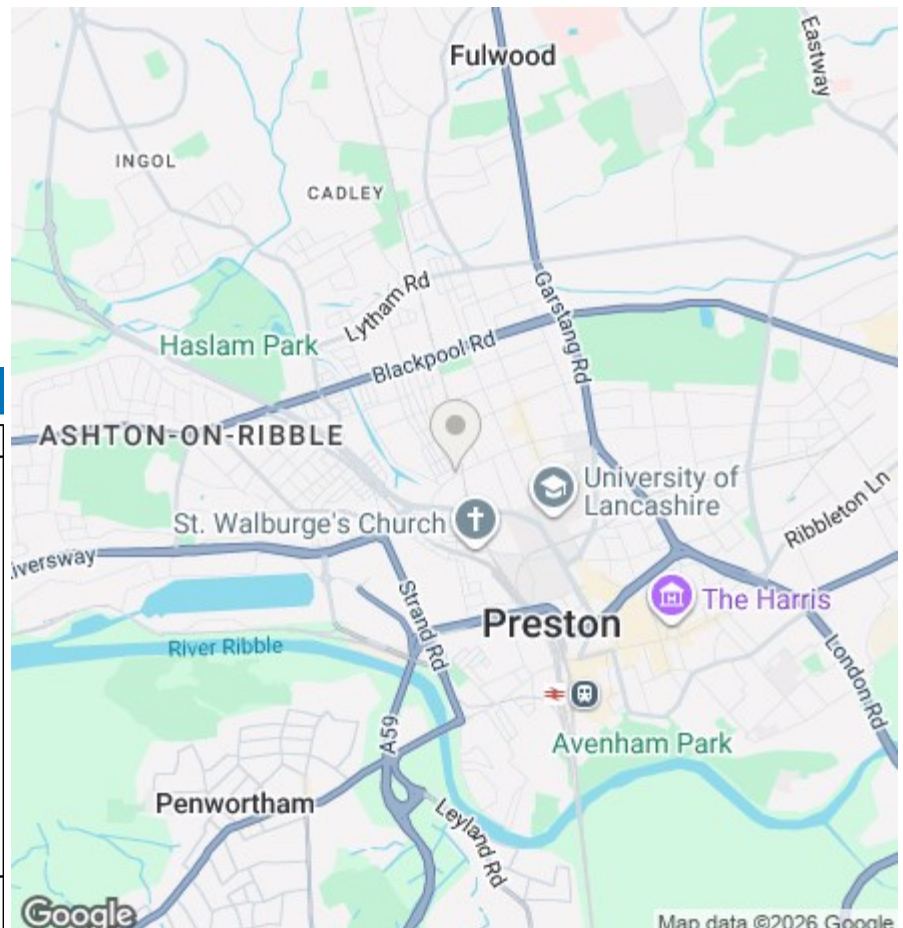 Fulwood
Eastway
INGOL
CADLEY
Lytham Rd
Garstang Rd
Haslam Park
Blackpool Rd
ASHTON-ON-RIBBLE
University of
Lancashire
Ribbleton Ln
St. Walburge's Church
iversway
The Harris
Strand Rd
Preston
River Ribble
London Rd
A59
Avenham Park
Penwortham
Leyland Rd
Google
Map data ©2026 Google